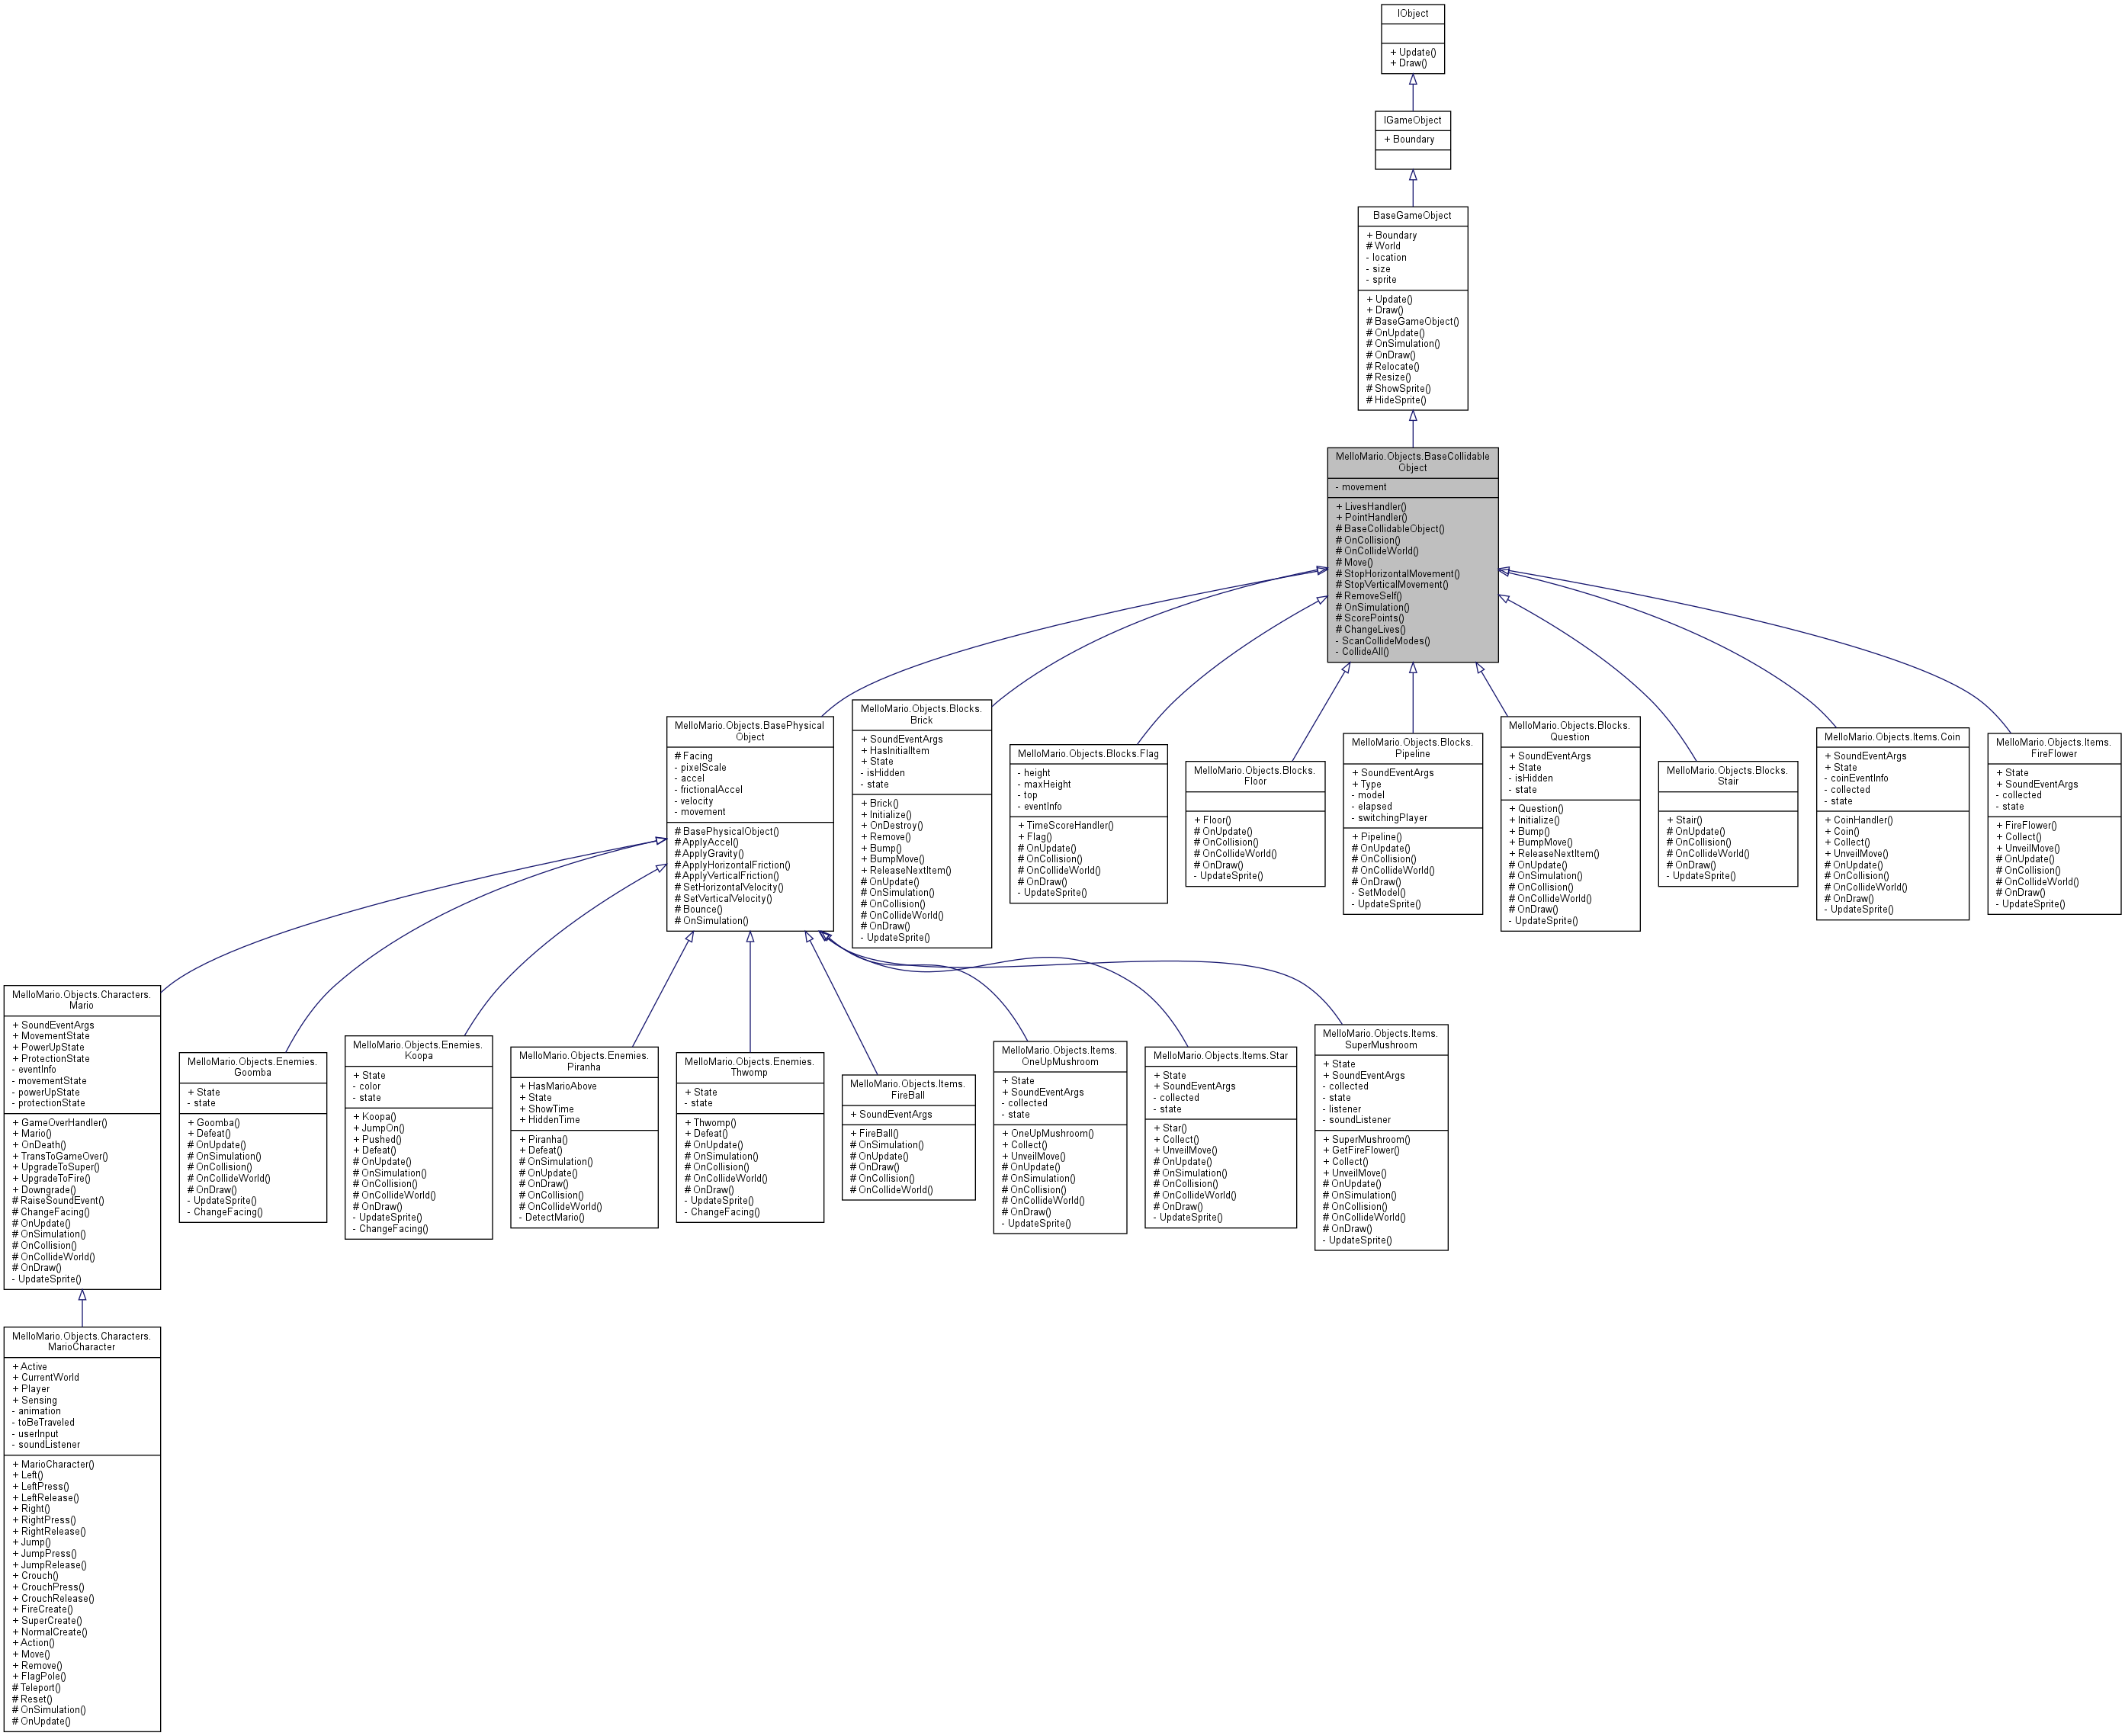 IObject
+ Update()
+ Draw()
IGameObject
+ Boundary
BaseGameObject
+ Boundary
# World
- location
- size
- sprite
+ Update()
+ Draw()
# BaseGameObject()
# OnUpdate()
# OnSimulation()
# OnDraw()
# Relocate()
# Resize()
# ShowSprite()
# HideSprite()
MelloMario.Objects.BaseCollidable
Object
- movement
+ LivesHandler()
+ PointHandler()
# BaseCollidableObject()
# OnCollision()
# OnCollideWorld()
# Move()
# StopHorizontalMovement()
# StopVerticalMovement()
# RemoveSelf()
# OnSimulation()
# ScorePoints()
# ChangeLives()
- ScanCollideModes()
- CollideAll()
MelloMario.Objects.BasePhysical
Object
# Facing
- pixelScale
- accel
- frictionalAccel
- velocity
- movement
# BasePhysicalObject()
# ApplyAccel()
# ApplyGravity()
# ApplyHorizontalFriction()
# ApplyVerticalFriction()
# SetHorizontalVelocity()
# SetVerticalVelocity()
# Bounce()
# OnSimulation()
MelloMario.Objects.Blocks.
Brick
+ SoundEventArgs
+ HasInitialItem
+ State
- isHidden
- state
+ Brick()
+ Initialize()
+ OnDestroy()
+ Remove()
+ Bump()
+ BumpMove()
+ ReleaseNextItem()
# OnUpdate()
# OnSimulation()
# OnCollision()
# OnCollideWorld()
# OnDraw()
- UpdateSprite()
MelloMario.Objects.Blocks.Flag
- height
- maxHeight
- top
- eventInfo
+ TimeScoreHandler()
+ Flag()
# OnUpdate()
# OnCollision()
# OnCollideWorld()
# OnDraw()
- UpdateSprite()
MelloMario.Objects.Blocks.
Floor
+ Floor()
# OnUpdate()
# OnCollision()
# OnCollideWorld()
# OnDraw()
- UpdateSprite()
MelloMario.Objects.Blocks.
Pipeline
+ SoundEventArgs
+ Type
- model
- elapsed
- switchingPlayer
+ Pipeline()
# OnUpdate()
# OnCollision()
# OnCollideWorld()
# OnDraw()
- SetModel()
- UpdateSprite()
MelloMario.Objects.Blocks.
Question
+ SoundEventArgs
+ State
- isHidden
- state
+ Question()
+ Initialize()
+ Bump()
+ BumpMove()
+ ReleaseNextItem()
# OnUpdate()
# OnSimulation()
# OnCollision()
# OnCollideWorld()
# OnDraw()
- UpdateSprite()
MelloMario.Objects.Blocks.
Stair
+ Stair()
# OnUpdate()
# OnCollision()
# OnCollideWorld()
# OnDraw()
- UpdateSprite()
MelloMario.Objects.Items.Coin
+ SoundEventArgs
+ State
- coinEventInfo
- collected
- state
+ CoinHandler()
+ Coin()
+ Collect()
+ UnveilMove()
# OnUpdate()
# OnCollision()
# OnCollideWorld()
# OnDraw()
- UpdateSprite()
MelloMario.Objects.Items.
FireFlower
+ State
+ SoundEventArgs
- collected
- state
+ FireFlower()
+ Collect()
+ UnveilMove()
# OnUpdate()
# OnCollision()
# OnCollideWorld()
# OnDraw()
- UpdateSprite()
MelloMario.Objects.Characters.
Mario
+ SoundEventArgs
+ MovementState
+ PowerUpState
+ ProtectionState
- eventInfo
- movementState
- powerUpState
- protectionState
+ GameOverHandler()
+ Mario()
+ OnDeath()
+ TransToGameOver()
+ UpgradeToSuper()
+ UpgradeToFire()
+ Downgrade()
# RaiseSoundEvent()
# ChangeFacing()
# OnUpdate()
# OnSimulation()
# OnCollision()
# OnCollideWorld()
# OnDraw()
- UpdateSprite()
MelloMario.Objects.Enemies.
Goomba
+ State
- state
+ Goomba()
+ Defeat()
# OnUpdate()
# OnSimulation()
# OnCollision()
# OnCollideWorld()
# OnDraw()
- UpdateSprite()
- ChangeFacing()
MelloMario.Objects.Enemies.
Koopa
+ State
- color
- state
+ Koopa()
+ JumpOn()
+ Pushed()
+ Defeat()
# OnUpdate()
# OnSimulation()
# OnCollision()
# OnCollideWorld()
# OnDraw()
- UpdateSprite()
- ChangeFacing()
MelloMario.Objects.Enemies.
Piranha
+ HasMarioAbove
+ State
+ ShowTime
+ HiddenTime
+ Piranha()
+ Defeat()
# OnSimulation()
# OnUpdate()
# OnDraw()
# OnCollision()
# OnCollideWorld()
- DetectMario()
MelloMario.Objects.Enemies.
Thwomp
+ State
- state
+ Thwomp()
+ Defeat()
# OnUpdate()
# OnSimulation()
# OnCollision()
# OnCollideWorld()
# OnDraw()
- UpdateSprite()
- ChangeFacing()
MelloMario.Objects.Items.
FireBall
+ SoundEventArgs
+ FireBall()
# OnSimulation()
# OnUpdate()
# OnDraw()
# OnCollision()
# OnCollideWorld()
MelloMario.Objects.Items.
OneUpMushroom
+ State
+ SoundEventArgs
- collected
- state
+ OneUpMushroom()
+ Collect()
+ UnveilMove()
# OnUpdate()
# OnSimulation()
# OnCollision()
# OnCollideWorld()
# OnDraw()
- UpdateSprite()
MelloMario.Objects.Items.Star
+ State
+ SoundEventArgs
- collected
- state
+ Star()
+ Collect()
+ UnveilMove()
# OnUpdate()
# OnSimulation()
# OnCollision()
# OnCollideWorld()
# OnDraw()
- UpdateSprite()
MelloMario.Objects.Items.
SuperMushroom
+ State
+ SoundEventArgs
- collected
- state
- listener
- soundListener
+ SuperMushroom()
+ GetFireFlower()
+ Collect()
+ UnveilMove()
# OnUpdate()
# OnSimulation()
# OnCollision()
# OnCollideWorld()
# OnDraw()
- UpdateSprite()
MelloMario.Objects.Characters.
MarioCharacter
+ Active
+ CurrentWorld
+ Player
+ Sensing
- animation
- toBeTraveled
- userInput
- soundListener
+ MarioCharacter()
+ Left()
+ LeftPress()
+ LeftRelease()
+ Right()
+ RightPress()
+ RightRelease()
+ Jump()
+ JumpPress()
+ JumpRelease()
+ Crouch()
+ CrouchPress()
+ CrouchRelease()
+ FireCreate()
+ SuperCreate()
+ NormalCreate()
+ Action()
+ Move()
+ Remove()
+ FlagPole()
# Teleport()
# Reset()
# OnSimulation()
# OnUpdate()